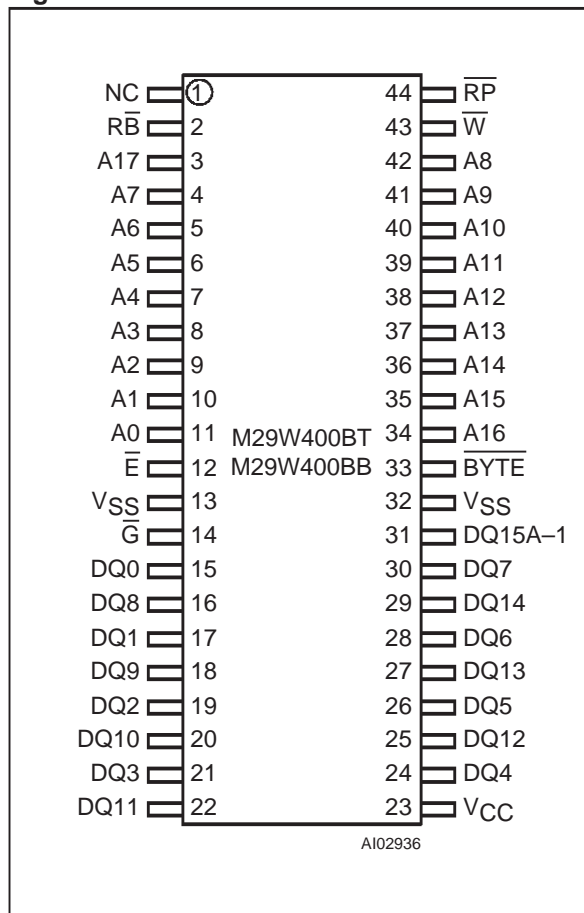 NC 1 44 R̅P̅
RB̅ 2 43 W̅
A17 3 42 A8
A7 4 41 A9
A6 5 40 A10
A5 6 39 A11
A4 7 38 A12
A3 8 37 A13
A2 9 36 A14
A1 10 35 A15
A0 11 M29W400BT 34 A16
E̅ 12 M29W400BB 33 B̅Y̅T̅E̅
VSS 13 32 VSS
G̅ 14 31 DQ15A–1
DQ0 15 30 DQ7
DQ8 16 29 DQ14
DQ1 17 28 DQ6
DQ9 18 27 DQ13
DQ2 19 26 DQ5
DQ10 20 25 DQ12
DQ3 21 24 DQ4
DQ11 22 23 VCC
AI02936